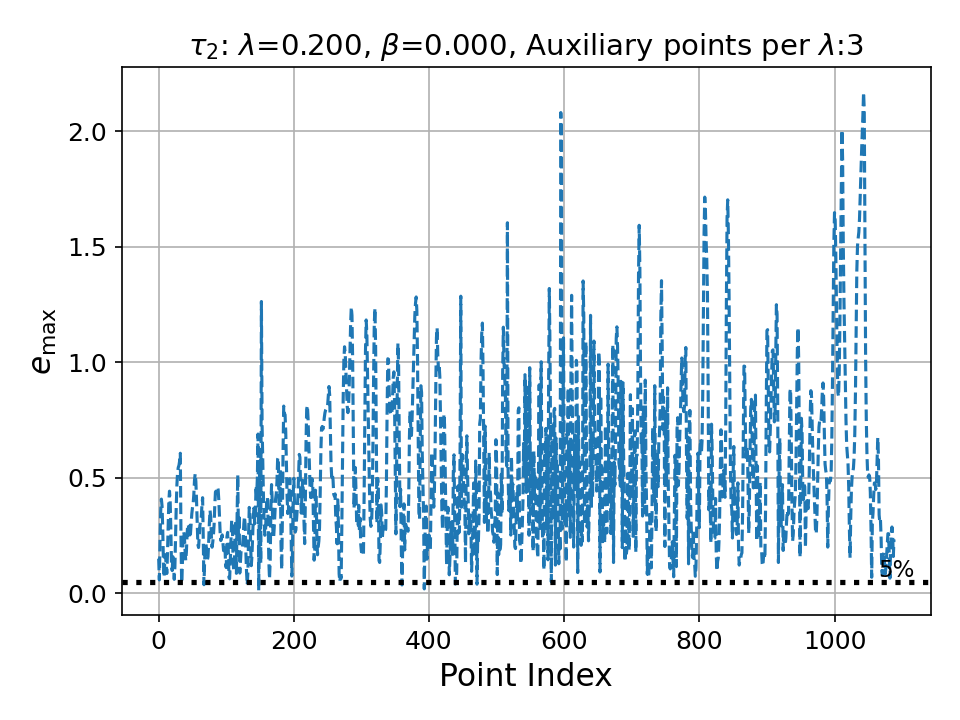 τ₂: λ=0.200, β=0.000, Auxiliary points per λ:3
2.0
1.5
1.0
0.5
0.0
e_max
5%
0 200 400 600 800 1000
Point Index